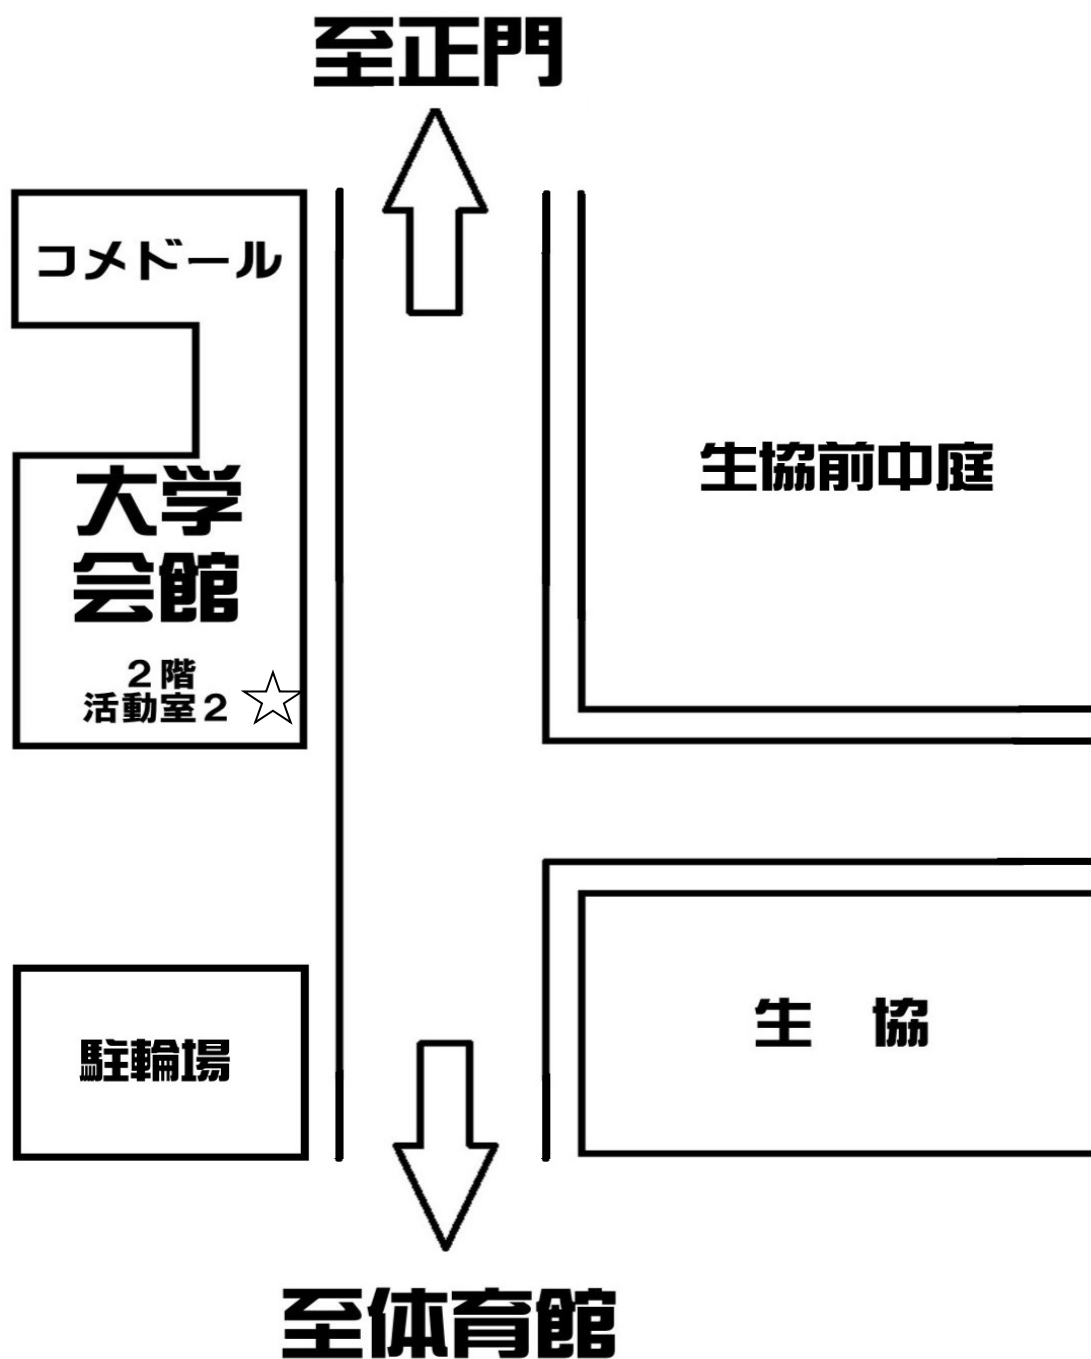 至正門
コメドール
生協前中庭
大学
会館
２階
活動室２
生　協
駐輪場
至体育館